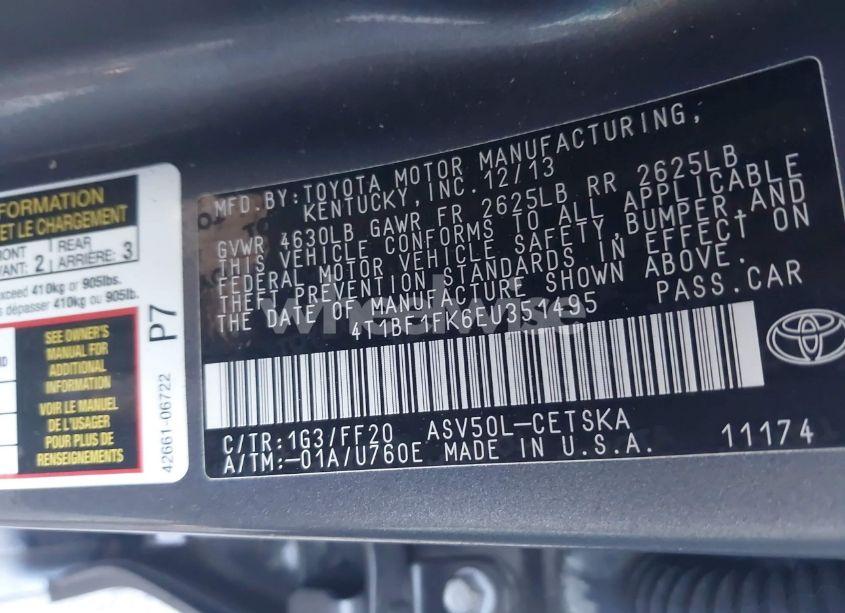 FORMATION
ET LE CHARGEMENT
RONT | REAR
VANT: 2 | ARRIÈRE: 3
xceed 410kg or 905lbs.
s dépasser 410kg ou 905lb.
SEE OWNER'S
MANUAL FOR
ADDITIONAL
INFORMATION
VOIR LE MANUEL
DE L'USAGER
POUR PLUS DE
RENSEIGNEMENTS
P7
42661-06722
MFD.BY:TOYOTA MOTOR MANUFACTURING,
KENTUCKY,INC.12/13
GVWR 4630LB GAWR FR 2625LB RR 2625LB
THIS VEHICLE CONFORMS TO ALL APPLICABLE
FEDERAL MOTOR VEHICLE SAFETY,BUMPER,AND
THEFT PREVENTION STANDARDS IN EFFECT ON
THE DATE OF MANUFACTURE SHOWN ABOVE.
4T1BF1FK6EU351495 PASS.CAR
C/TR:1G3/FF20 ASV50L-CETSKA
A/TM:-01A/U760E MADE IN U.S.A. 11174